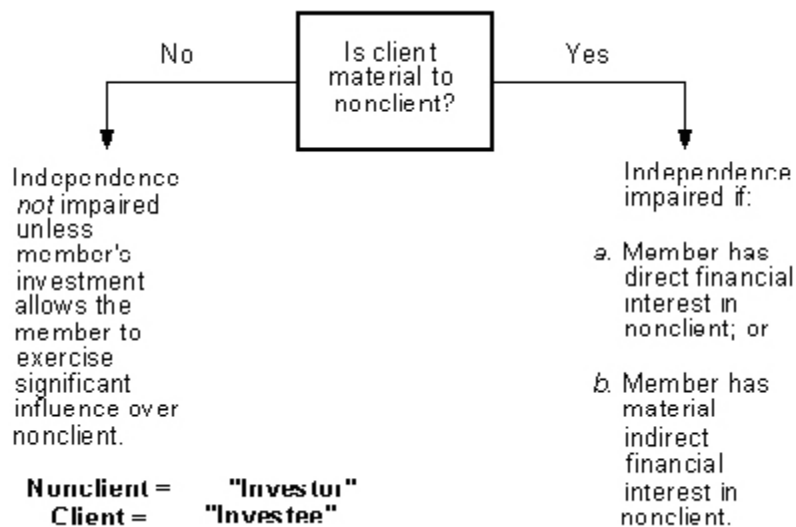 Is client
material to
nonclient?
No
Yes
Independence
not impaired
unless
member's
investment
allows the
member to
exercise
significant
influence over
nonclient.
Independence
impaired if:
a. Member has
direct financial
interest in
nonclient; or
b. Member has
material
indirect
financial
interest in
nonclient.
Nonclient = "Investor"
Client = "Investee"